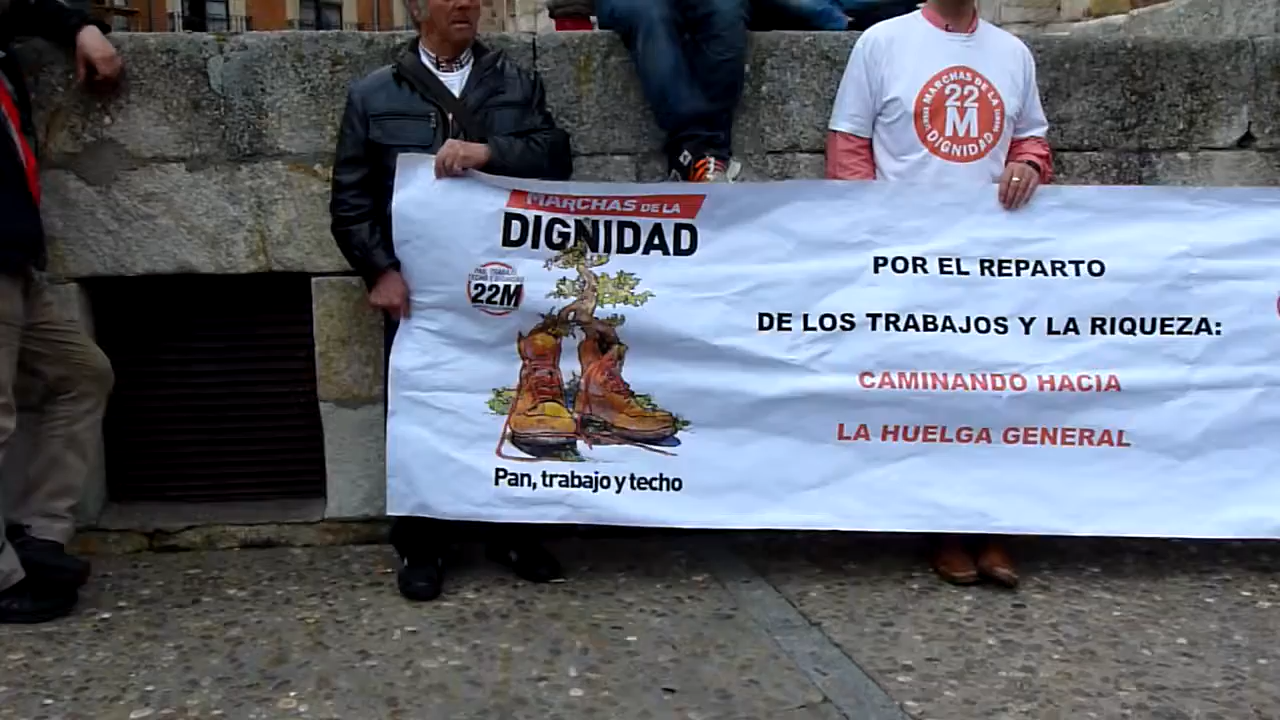 MARCHAS DE LA
22
M
DIGNIDAD
MARCHAS DE LA
DIGNIDAD
22M
Pan, trabajo y techo
POR EL REPARTO
DE LOS TRABAJOS Y LA RIQUEZA:
CAMINANDO HACIA
LA HUELGA GENERAL